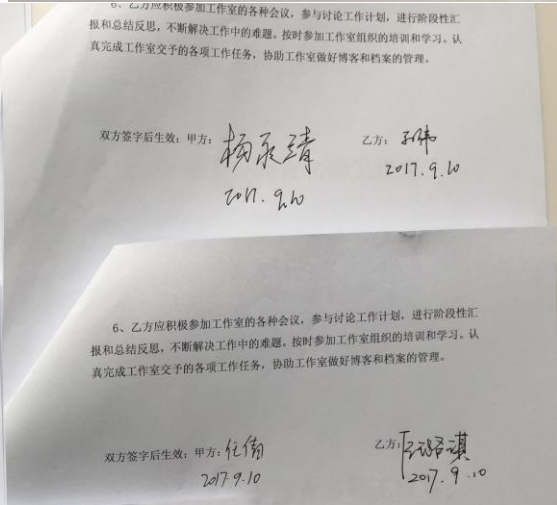 6、乙方应积极参加工作室的各种会议，参与讨论工作计划，进行阶段性汇
报和总结反思，不断解决工作中的难题。按时参加工作室组织的培训和学习。认
真完成工作室交予的各项工作任务，协助工作室做好博客和档案的管理。
双方签字后生效：甲方：杨永清 乙方：孙伟
2017.9.10 2017.9.10
6、乙方应积极参加工作室的各种会议，参与讨论工作计划，进行阶段性汇
报和总结反思，不断解决工作中的难题。按时参加工作室组织的培训和学习。认
真完成工作室交予的各项工作任务，协助工作室做好博客和档案的管理。
双方签字后生效：甲方：任倩 乙方：
2017.9.10 2017.9.10